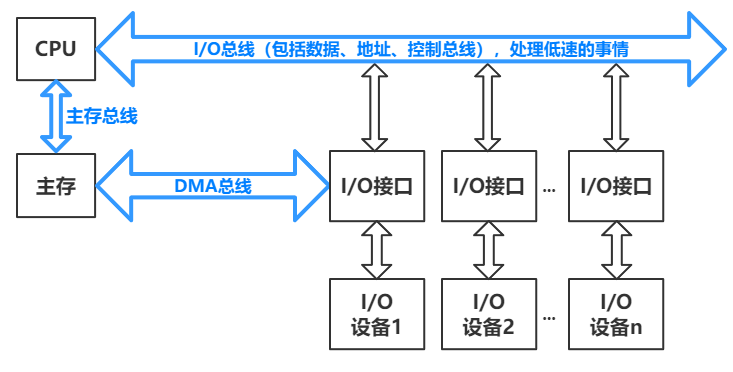 CPU
I/O总线（包括数据、地址、控制总线），处理低速的事情
主存总线
主存
DMA总线
I/O接口
I/O接口
...
I/O接口
I/O
设备1
I/O
设备2
...
I/O
设备n